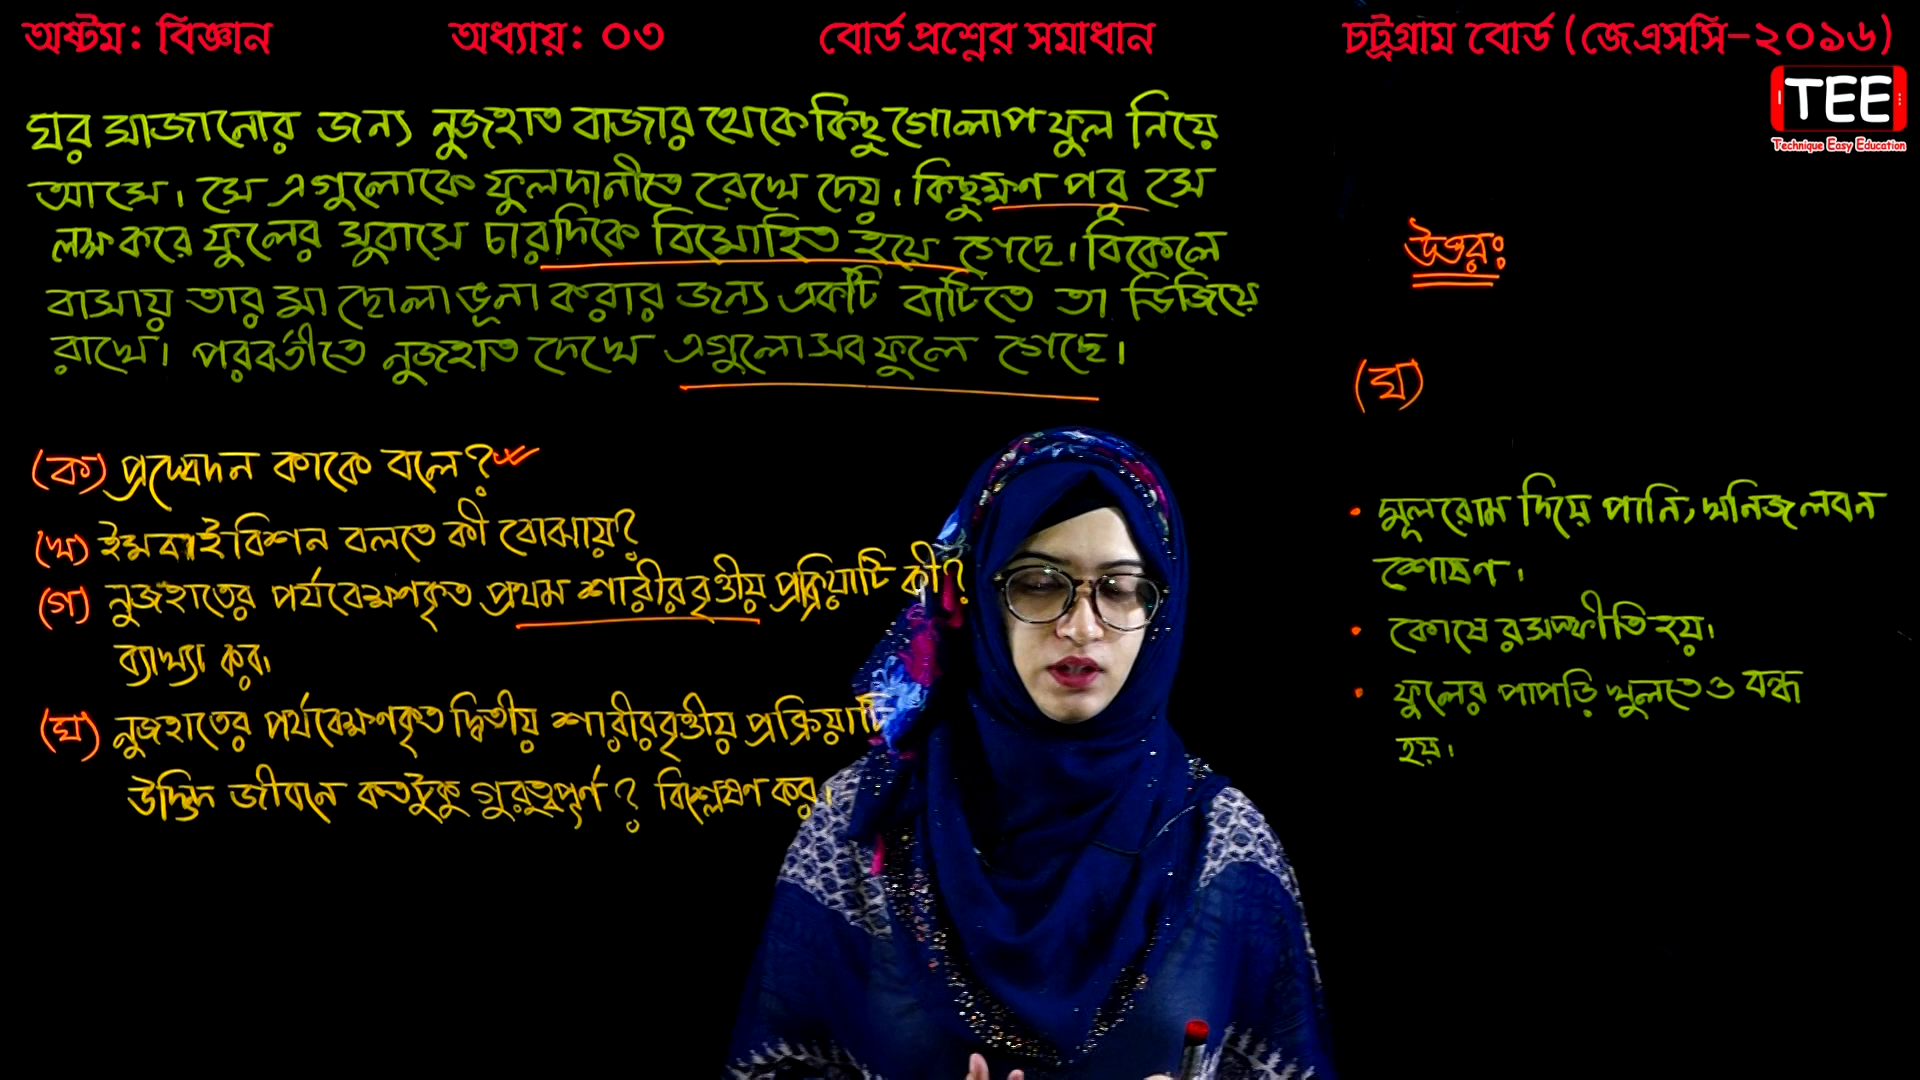 অষ্টম: বিজ্ঞান অধ্যায়: ০৩ বোর্ড প্রশ্নের সমাধান চট্টগ্রাম বোর্ড (জেএসসি-২০১৬)
TEE
Technique Easy Education
ঘর সাজানোর জন্য নুজহাত বাজার থেকে কিছু গোলাপ ফুল নিয়ে
আসে। সে এগুলোকে ফুলদানীতে রেখে দেয়। কিছুক্ষণ পর সে
লক্ষ করে ফুলের সুবাসে চারদিকে বিমোহিত হয়ে গেছে। বিকেলে
বাসায় তার মা ছোলা ভূনা করার জন্য একটি বাটিতে তা ভিজিয়ে
রাখে। পরবর্তীতে নুজহাত দেখে এগুলো সব ফুলে গেছে।
(ক) প্রস্বেদন কাকে বলে?
(খ) ইমবাইবিশন বলতে কী বোঝায়?
(গ) নুজহাতের পর্যবেক্ষণকৃত প্রথম শারীরবৃত্তীয় প্রক্রিয়াটি কী?
ব্যাখ্যা কর।
(ঘ) নুজহাতের পর্যবেক্ষণকৃত দ্বিতীয় শারীরবৃত্তীয় প্রক্রিয়াটি
উদ্ভিদ জীবনে কতটুকু গুরুত্বপূর্ণ? বিশ্লেষণ কর।
উত্তরঃ
(ঘ)
• মূলরোম দিয়ে পানি, খনিজ লবন
শোষণ।
• কোষে রসস্ফীতি হয়।
• ফুলের পাপড়ি খুলতে ও বন্ধ
হয়।